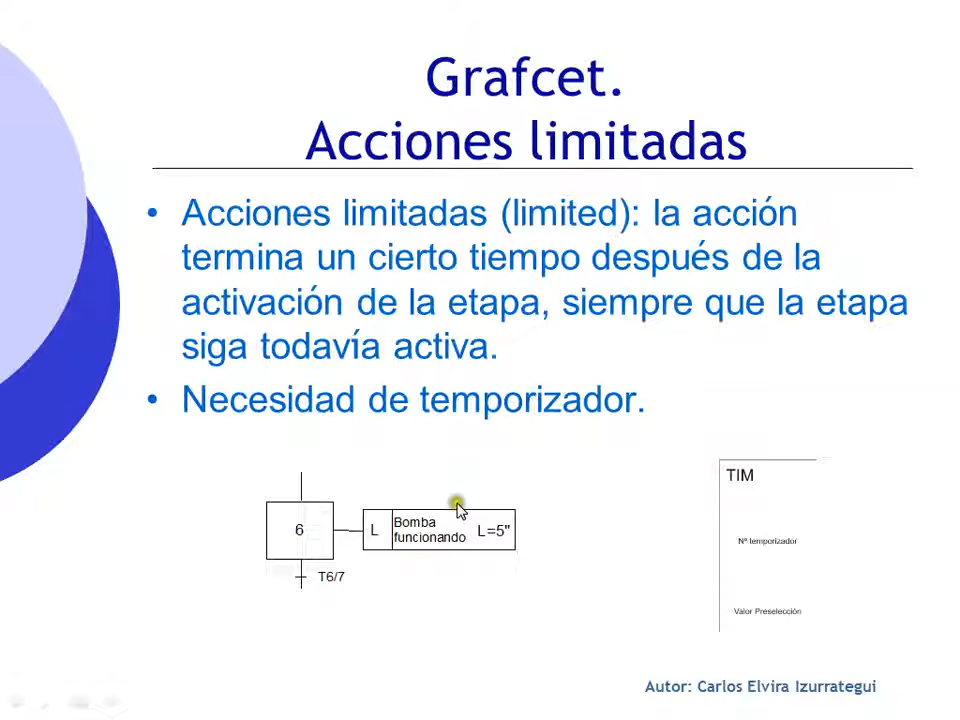 Grafcet.
Acciones limitadas
• Acciones limitadas (limited): la acción
termina un cierto tiempo después de la
activación de la etapa, siempre que la etapa
siga todavía activa.
• Necesidad de temporizador.
6
L
Bomba
funcionando
L=5"
T6/7
TIM
Nº temporizador
Valor Preselección
Autor: Carlos Elvira Izurrategui